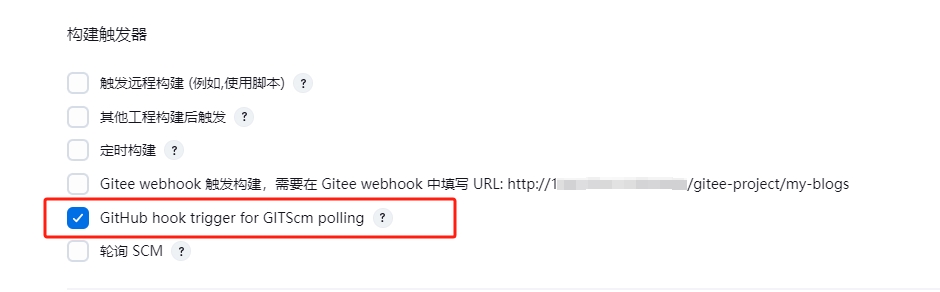 构建触发器
触发远程构建 (例如,使用脚本) ?
其他工程构建后触发 ?
定时构建 ?
Gitee webhook 触发构建，需要在 Gitee webhook 中填写 URL: http://1 /gitee-project/my-blogs
GitHub hook trigger for GITScm polling ?
轮询 SCM ?